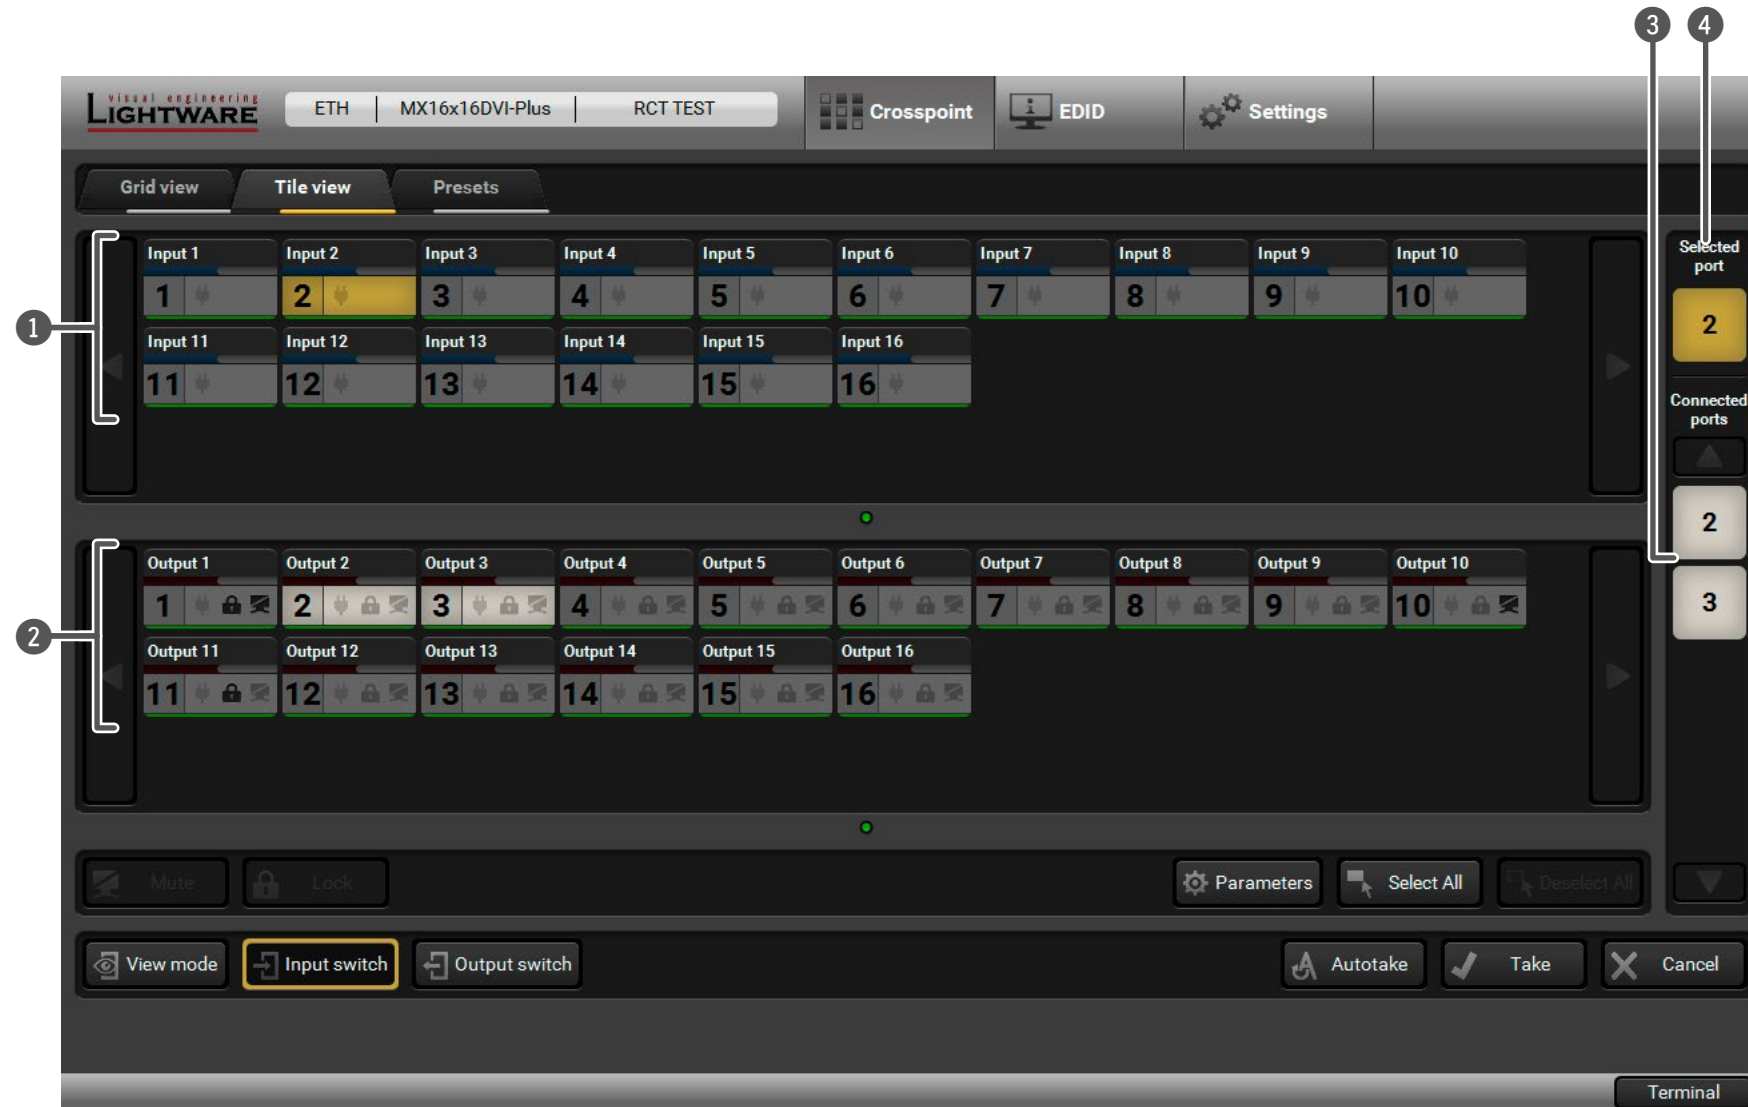 3 4
visual engineering
LIGHTWARE
ETH | MX16x16DVI-Plus | RCT TEST
Crosspoint
EDID
Settings
Grid view
Tile view
Presets
1
Input 1 Input 2 Input 3 Input 4 Input 5 Input 6 Input 7 Input 8 Input 9 Input 10
1 2 3 4 5 6 7 8 9 10
Input 11 Input 12 Input 13 Input 14 Input 15 Input 16
11 12 13 14 15 16
2
Output 1 Output 2 Output 3 Output 4 Output 5 Output 6 Output 7 Output 8 Output 9 Output 10
1 2 3 4 5 6 7 8 9 10
Output 11 Output 12 Output 13 Output 14 Output 15 Output 16
11 12 13 14 15 16
Selected
port
2
Connected
ports
2
3
Mute
Lock
Parameters
Select All
Deselect All
View mode
Input switch
Output switch
Autotake
Take
Cancel
Terminal